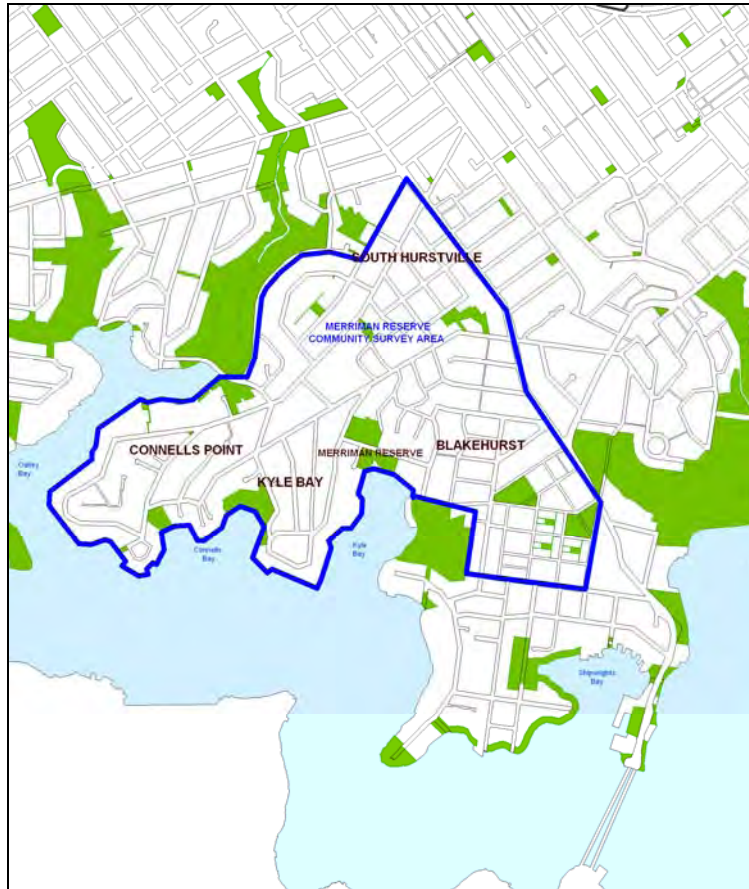 SOUTH HURSTVILLE
MERRIMAN RESERVE
COMMUNITY SURVEY AREA
CONNELLS POINT
MERRIMAN RESERVE
BLAKEHURST
KYLE BAY
Oatley
Bay
Connells
Bay
Kyle
Bay
Shipwrights
Bay